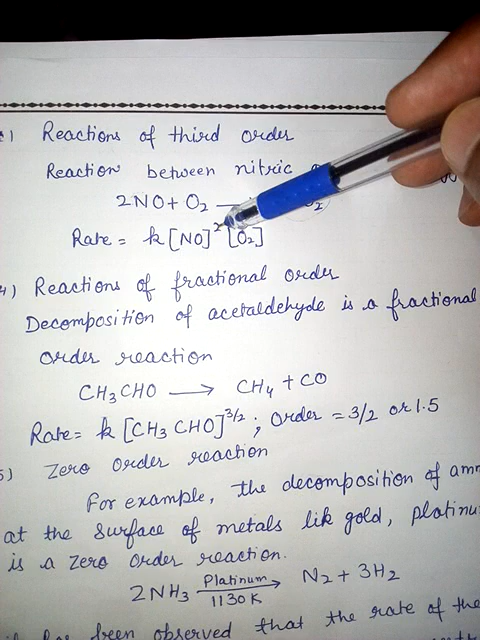 ) Reactions of third order
Reaction between nitric
2NO + O₂ — ₂
Rate = k [NO]² [O₂]
4) Reactions of fractional order
Decomposition of acetaldehyde is a fractional
order reaction
CH₃CHO → CH₄ + CO
Rate = k [CH₃CHO]^3/2 ; order = 3/2 or 1.5
5) Zero order reaction
For example, the decomposition of amm
at the surface of metals lik gold, platinu
is a zero order reaction.
2NH₃ Platinum → N₂ + 3H₂
1130K
been observed that the rate of the